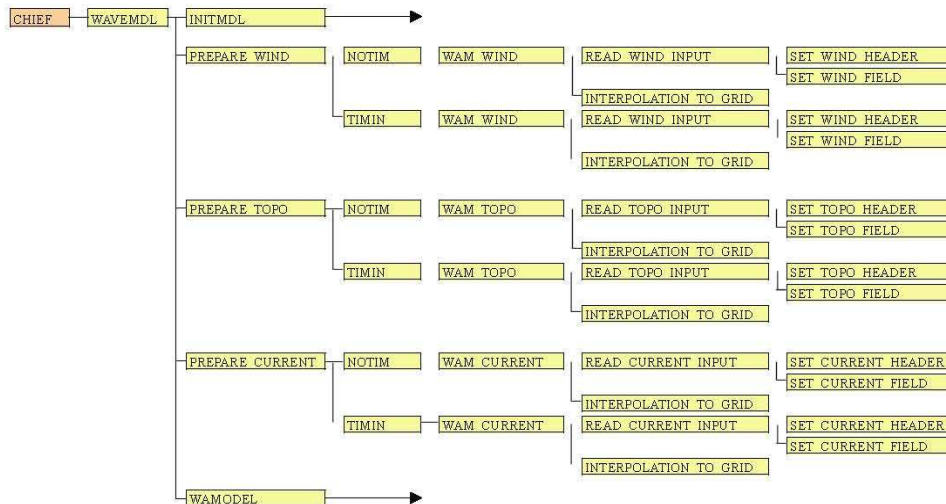 CHIEF WAVEMDL INITMDL
PREPARE WIND NOTIM WAM WIND READ WIND INPUT SET WIND HEADER
SET WIND FIELD
INTERPOLATION TO GRID
TIMIN WAM WIND READ WIND INPUT SET WIND HEADER
SET WIND FIELD
INTERPOLATION TO GRID
PREPARE TOPO NOTIM WAM TOPO READ TOPO INPUT SET TOPO HEADER
SET TOPO FIELD
INTERPOLATION TO GRID
TIMIN WAM TOPO READ TOPO INPUT SET TOPO HEADER
SET TOPO FIELD
INTERPOLATION TO GRID
PREPARE CURRENT NOTIM WAM CURRENT READ CURRENT INPUT SET CURRENT HEADER
SET CURRENT FIELD
INTERPOLATION TO GRID
TIMIN WAM CURRENT READ CURRENT INPUT SET CURRENT HEADER
SET CURRENT FIELD
INTERPOLATION TO GRID
WAMODEL